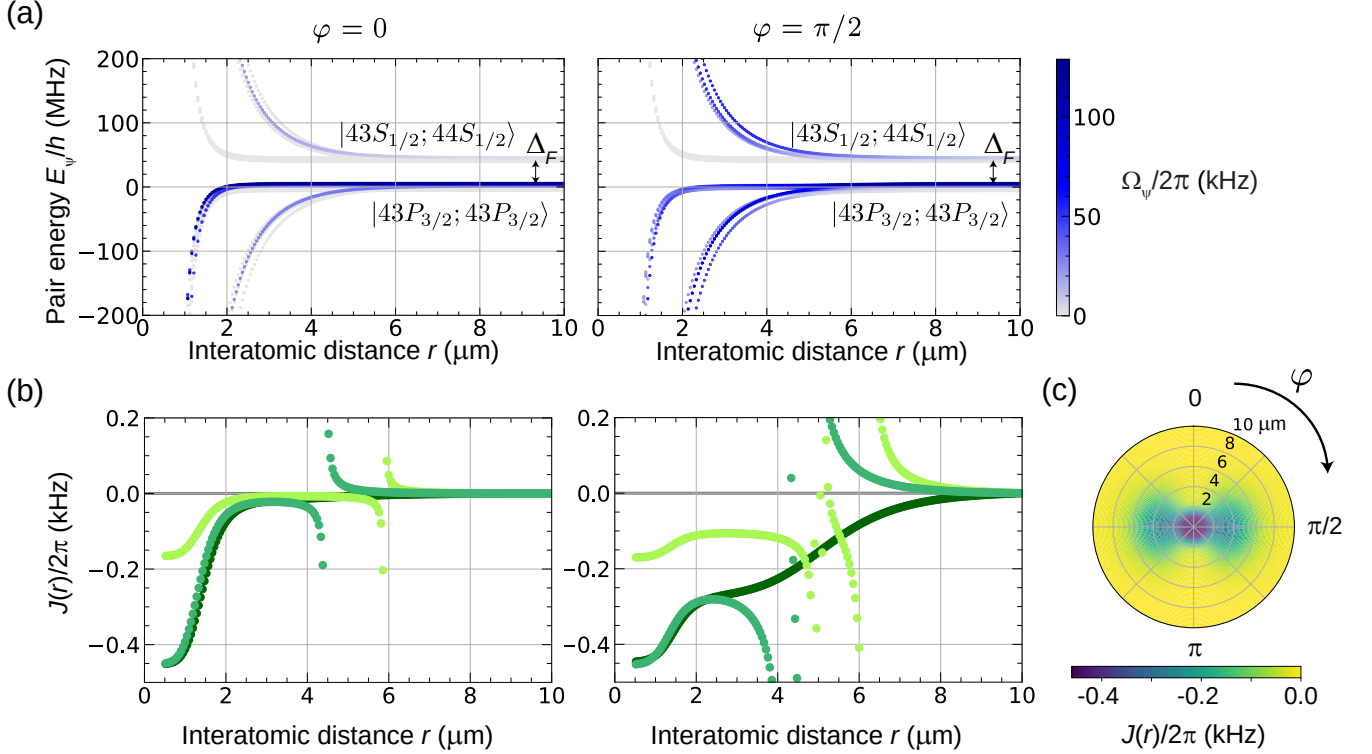 (a)
φ = 0
φ = π/2
Pair energy E_ψ/h (MHz)
200
100
0
−100
−200
|43S_{1/2}; 44S_{1/2}⟩
Δ_F
|43P_{3/2}; 43P_{3/2}⟩
0 2 4 6 8 10
Interatomic distance r (μm)
|43S_{1/2}; 44S_{1/2}⟩
Δ_F
|43P_{3/2}; 43P_{3/2}⟩
0 2 4 6 8 10
Interatomic distance r (μm)
100
50
0
Ω_ψ/2π (kHz)
(b)
J(r)/2π (kHz)
0.2
0.0
−0.2
−0.4
0 2 4 6 8 10
Interatomic distance r (μm)
0.2
0.0
−0.2
−0.4
0 2 4 6 8 10
Interatomic distance r (μm)
(c)
φ
0
10 μm
8
6
4
2
π/2
π
-0.4 -0.2 0.0
J(r)/2π (kHz)